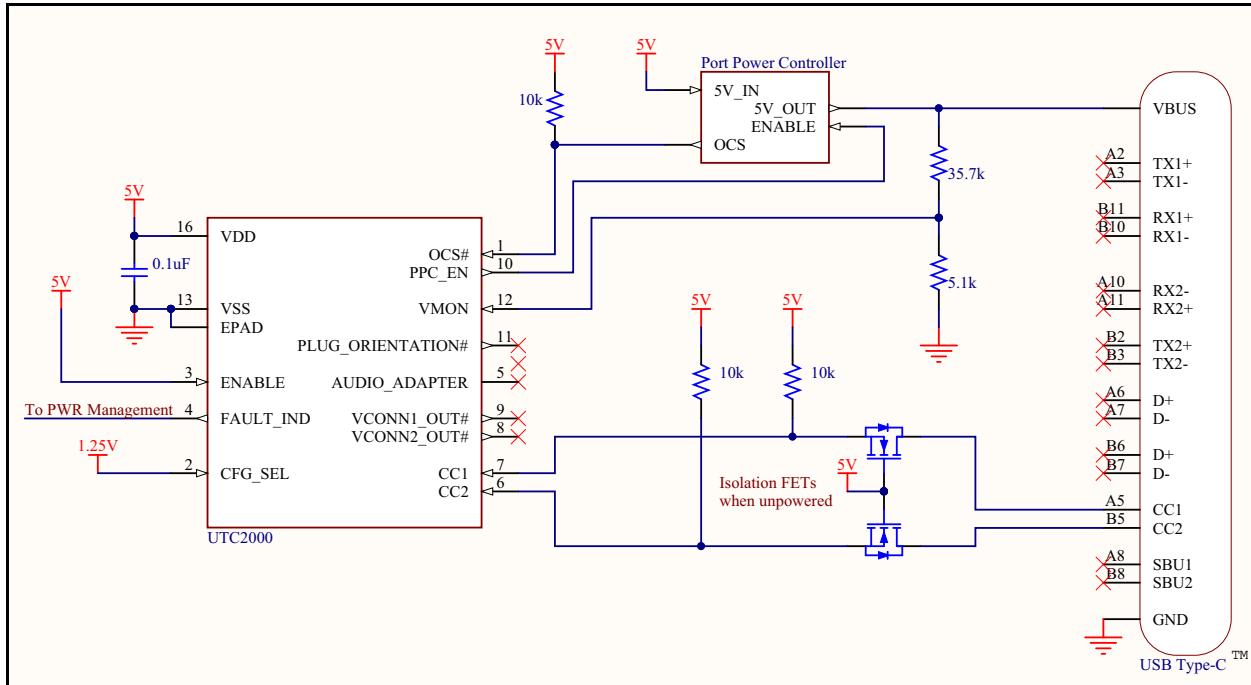 5V
5V
Port Power Controller
5V_IN
5V_OUT
ENABLE
OCS
10k
VBUS
35.7k
5.1k
A2 TX1+
A3 TX1-
B11 RX1+
B10 RX1-
A10 RX2-
A11 RX2+
B2 TX2+
B3 TX2-
A6 D+
A7 D-
B6 D+
B7 D-
A5 CC1
B5 CC2
A8 SBU1
B8 SBU2
GND
USB Type-C ™
5V
0.1uF
5V
To PWR Management
1.25V
16 VDD
13 VSS
EPAD
3 ENABLE
4 FAULT_IND
2 CFG_SEL
OCS# 1
PPC_EN 10
VMON 12
PLUG_ORIENTATION# 11
AUDIO_ADAPTER 5
VCONN1_OUT# 9
VCONN2_OUT# 8
CC1 7
CC2 6
UTC2000
5V
5V
10k
10k
5V
Isolation FETs
when unpowered